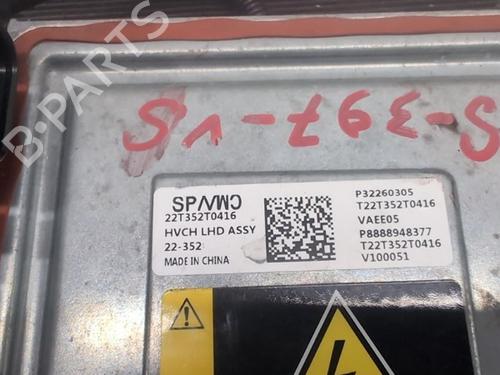 S-397-VS
SP/VMC
22T352T0416
HVCH LHD ASSY
22-352
MADE IN CHINA
P32260305
T22T352T0416
VAEE05
P8888948377
T22T352T0416
V100051
B-PARTS